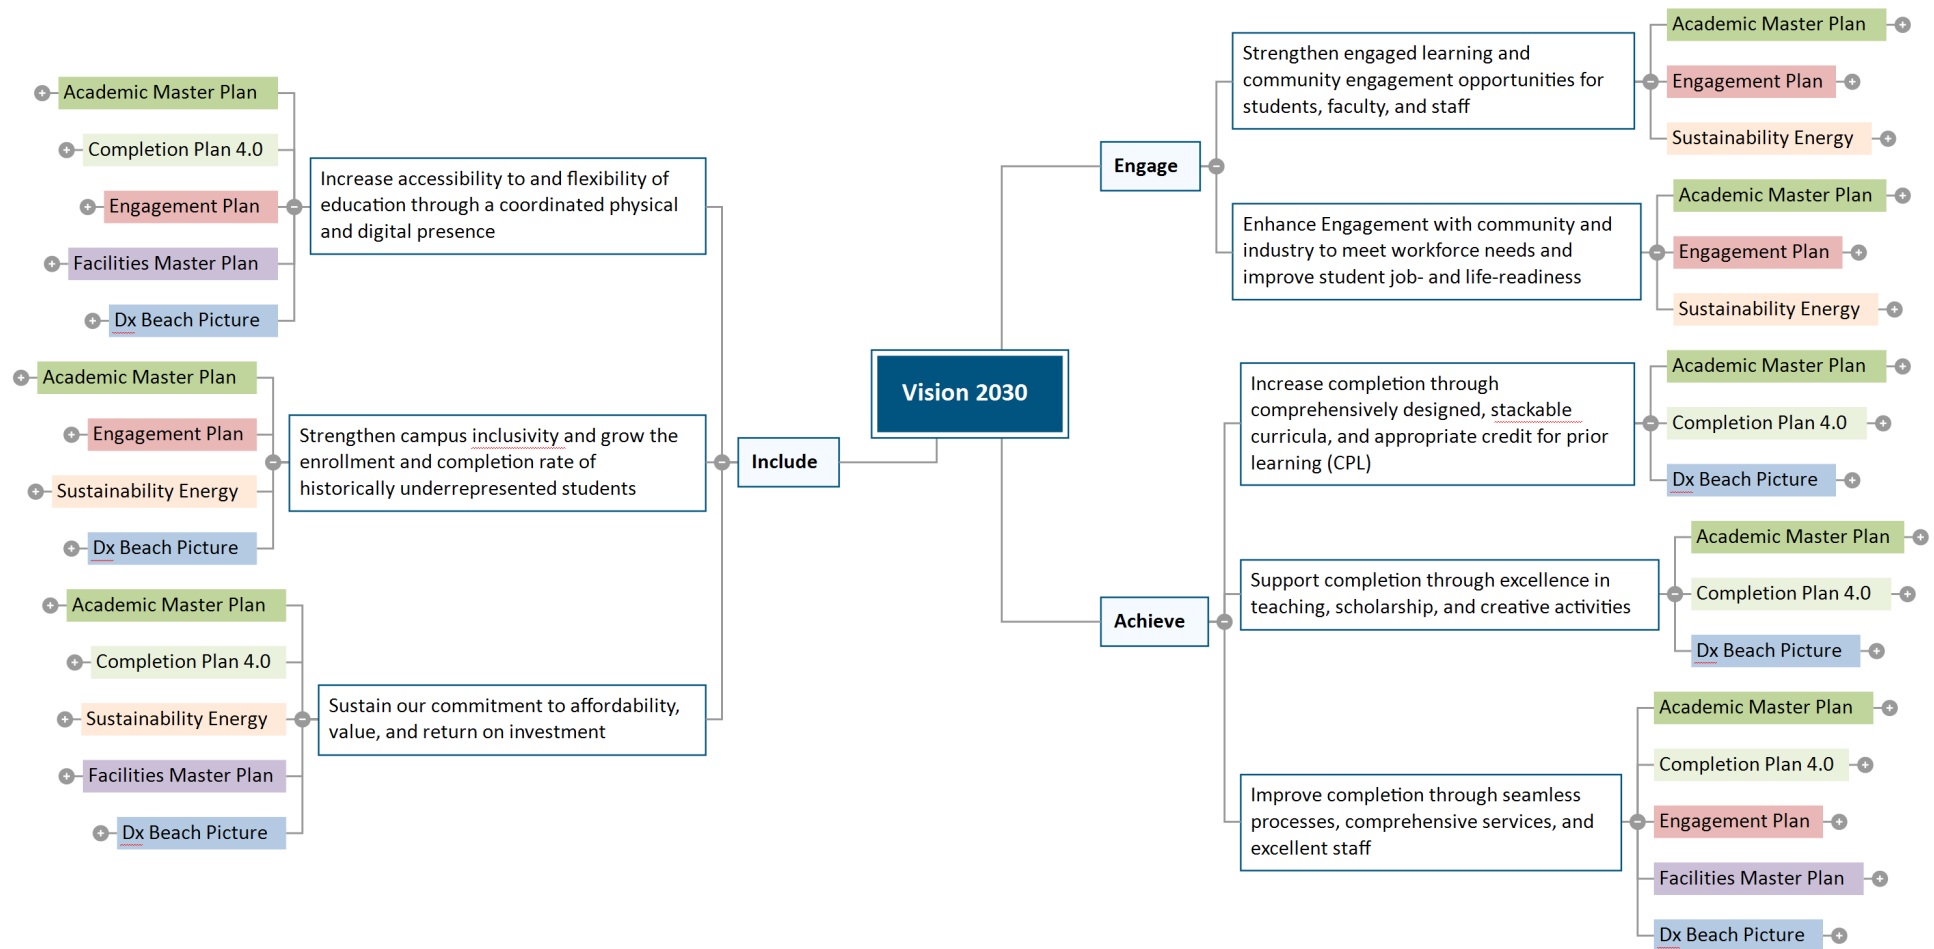 Vision 2030
Engage
Strengthen engaged learning and
community engagement opportunities for
students, faculty, and staff
Academic Master Plan
Engagement Plan
Sustainability Energy
Enhance Engagement with community and
industry to meet workforce needs and
improve student job- and life-readiness
Academic Master Plan
Engagement Plan
Sustainability Energy
Achieve
Increase completion through
comprehensively designed, stackable
curricula, and appropriate credit for prior
learning (CPL)
Academic Master Plan
Completion Plan 4.0
Dx Beach Picture
Support completion through excellence in
teaching, scholarship, and creative activities
Academic Master Plan
Completion Plan 4.0
Dx Beach Picture
Improve completion through seamless
processes, comprehensive services, and
excellent staff
Academic Master Plan
Completion Plan 4.0
Engagement Plan
Facilities Master Plan
Dx Beach Picture
Include
Increase accessibility to and flexibility of
education through a coordinated physical
and digital presence
Academic Master Plan
Completion Plan 4.0
Engagement Plan
Facilities Master Plan
Dx Beach Picture
Strengthen campus inclusivity and grow the
enrollment and completion rate of
historically underrepresented students
Academic Master Plan
Engagement Plan
Sustainability Energy
Dx Beach Picture
Sustain our commitment to affordability,
value, and return on investment
Academic Master Plan
Completion Plan 4.0
Sustainability Energy
Facilities Master Plan
Dx Beach Picture